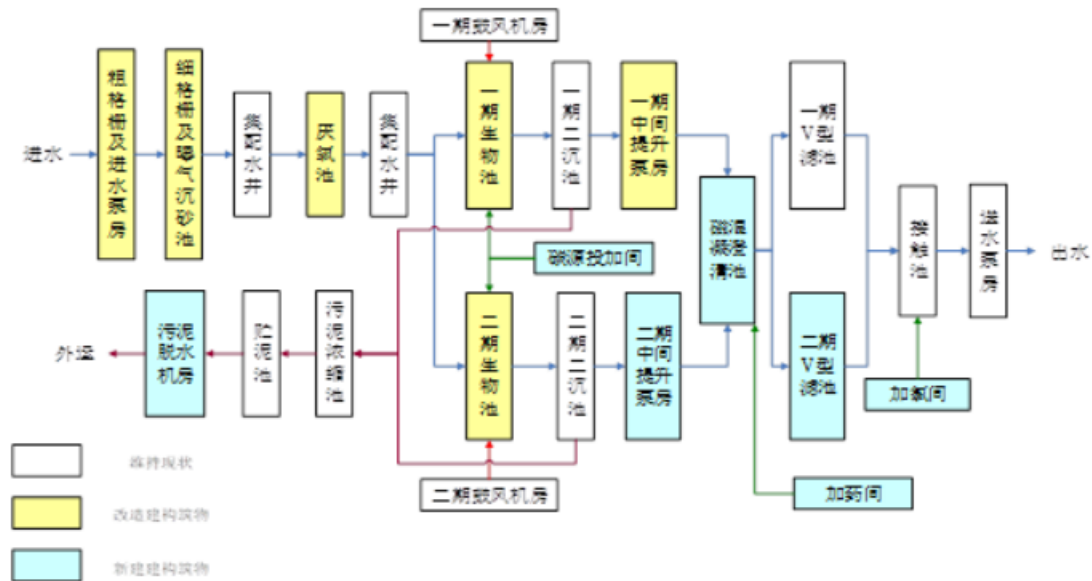 一期鼓风机房
进水
粗格栅及进水泵房
细格栅及曝气沉砂池
集配水井
厌氧池
集配水井
一期生物池
一期二沉池
一期中间提升泵房
磁混凝澄清池
一期V型滤池
接触池
送水泵房
出水
碳源投加间
外运
污泥脱水机房
贮泥池
污泥浓缩池
二期生物池
二期二沉池
二期中间提升泵房
二期V型滤池
加氯间
二期鼓风机房
加药间
维持现状
改造建构筑物
新建建构筑物